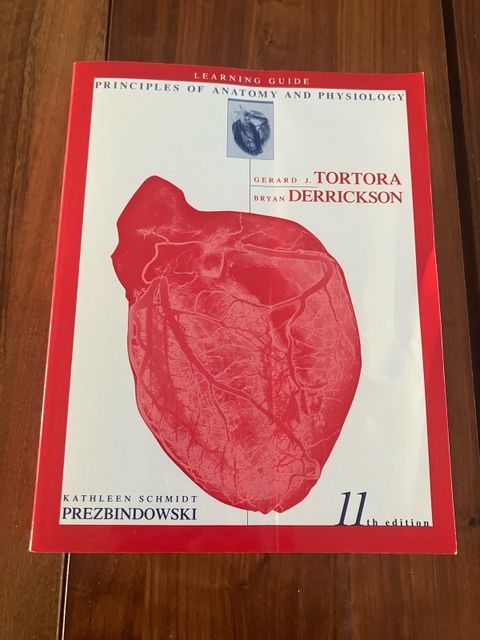 LEARNING GUIDE
PRINCIPLES OF ANATOMY AND PHYSIOLOGY
GERARD J. TORTORA
BRYAN DERRICKSON
KATHLEEN SCHMIDT
PREZBINDOWSKI
11th edition